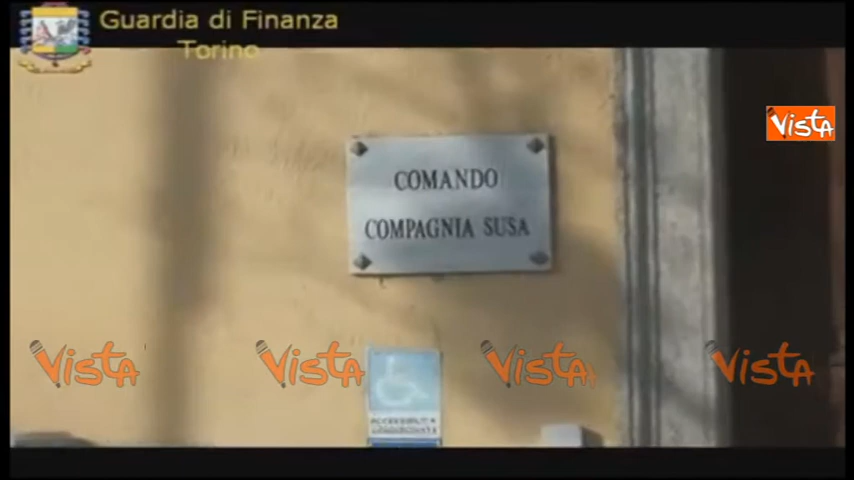 Guardia di Finanza
Torino
Vista
COMANDO
COMPAGNIA SUSA
Vista Vista Vista Vista